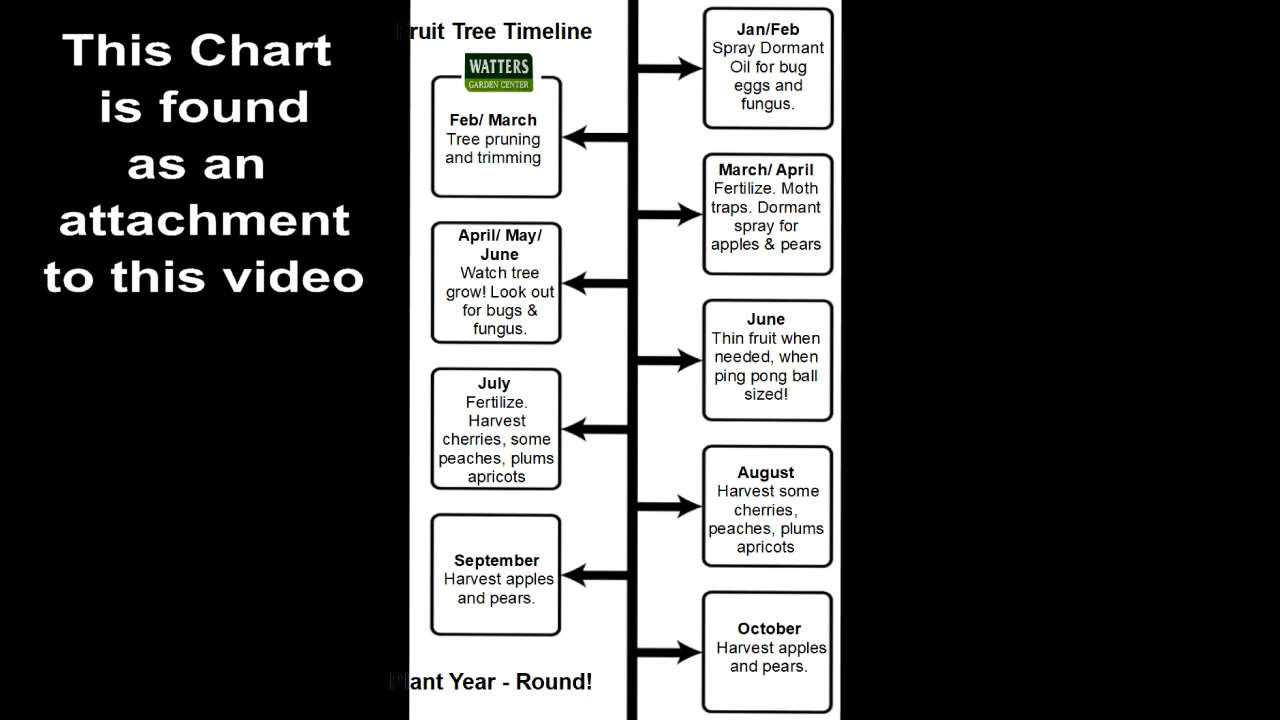 This Chart
is found
as an
attachment
to this video
Fruit Tree Timeline
WATTERS
GARDEN CENTER
Jan/Feb
Spray Dormant
Oil for bug
eggs and
fungus.
Feb/ March
Tree pruning
and trimming
March/ April
Fertilize. Moth
traps. Dormant
spray for
apples & pears
April/ May/
June
Watch tree
grow! Look out
for bugs &
fungus.
June
Thin fruit when
needed, when
ping pong ball
sized!
July
Fertilize.
Harvest
cherries, some
peaches, plums
apricots
August
Harvest some
cherries,
peaches, plums
apricots
September
Harvest apples
and pears.
October
Harvest apples
and pears.
Plant Year - Round!